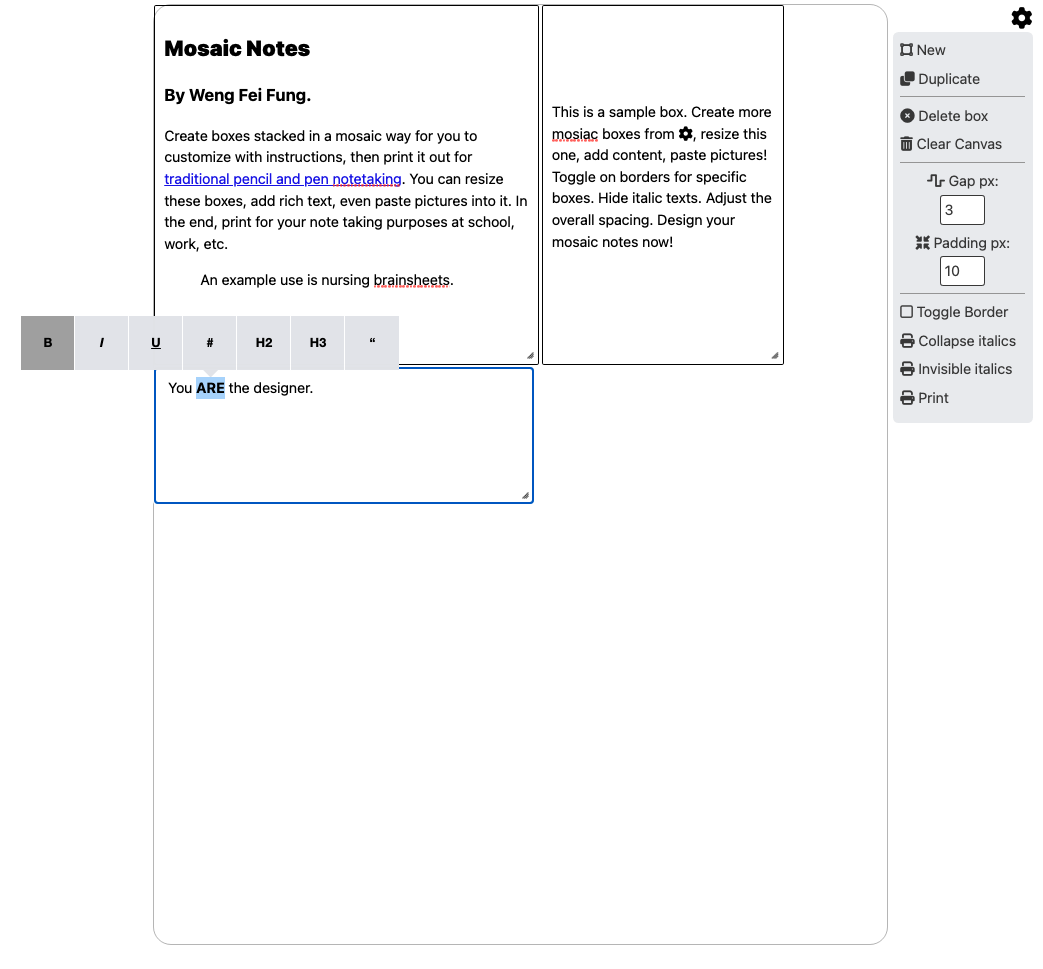 Mosaic Notes
By Weng Fei Fung.
Create boxes stacked in a mosaic way for you to
customize with instructions, then print it out for
traditional pencil and pen notetaking. You can resize
these boxes, add rich text, even paste pictures into it. In
the end, print for your note taking purposes at school,
work, etc.
An example use is nursing brainsheets.
This is a sample box. Create more
mosiac boxes from , resize this
one, add content, paste pictures!
Toggle on borders for specific
boxes. Hide italic texts. Adjust the
overall spacing. Design your
mosaic notes now!
B I U # H2 H3 “
You ARE the designer.
New
Duplicate
Delete box
Clear Canvas
Gap px:
3
Padding px:
10
Toggle Border
Collapse italics
Invisible italics
Print